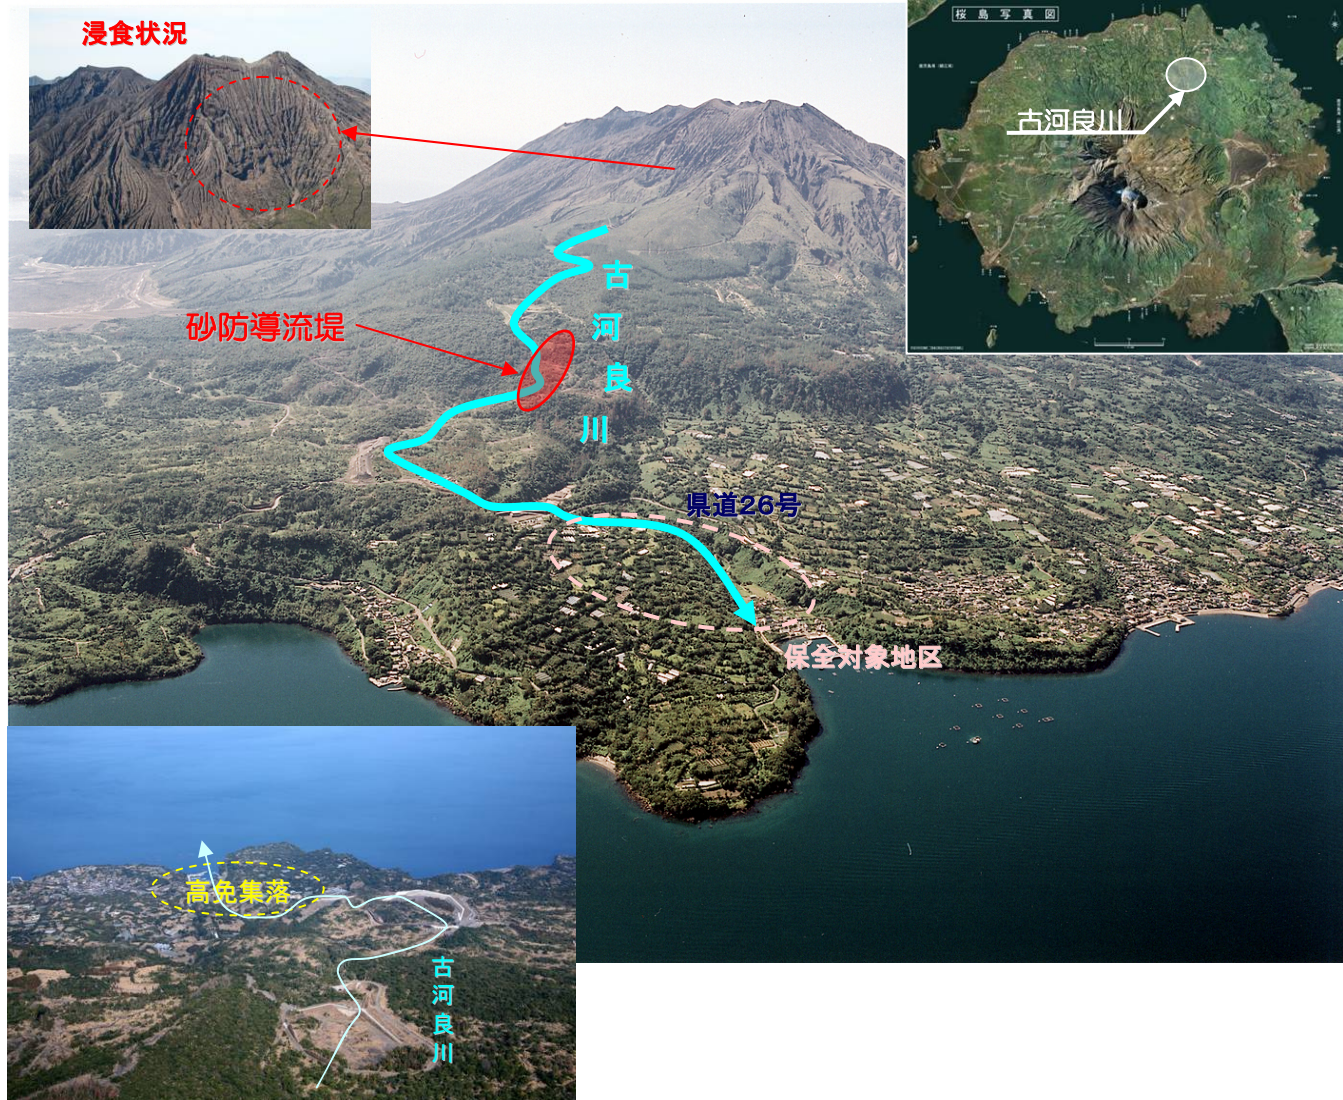 浸食状況
桜島写真図
古河良川
古河良川
砂防導流堤
県道26号
保全対象地区
高免集落
古河良川